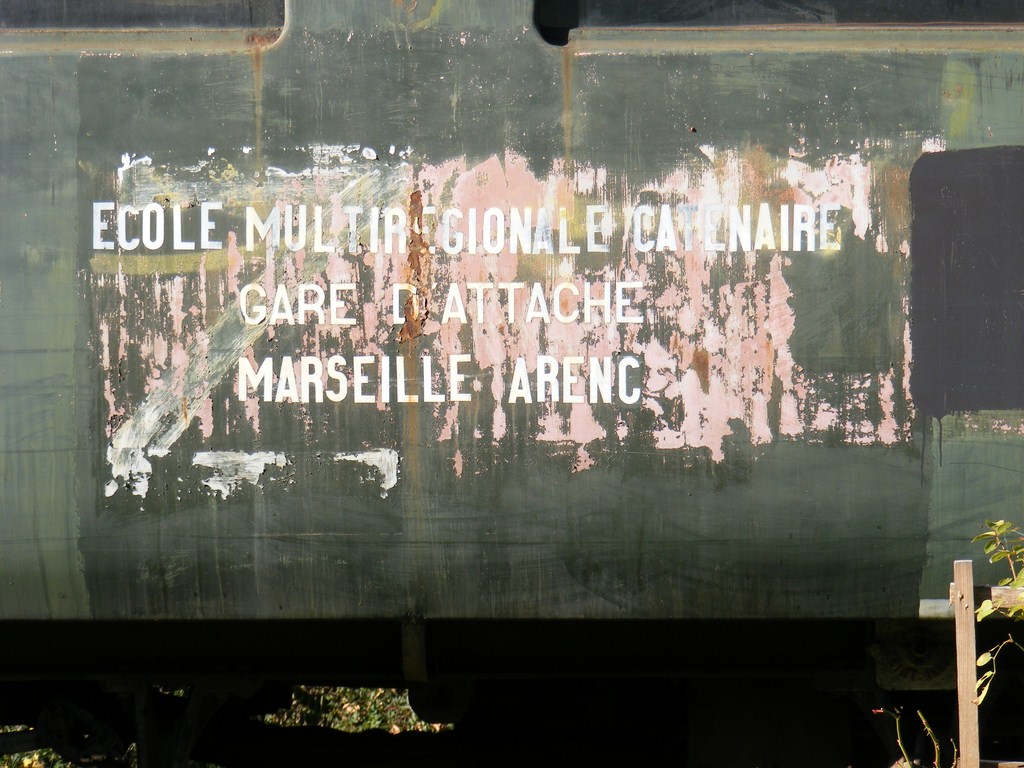 ECOLE MULTIREGIONALE CATENAIRE
GARE D'ATTACHE
MARSEILLE ARENC